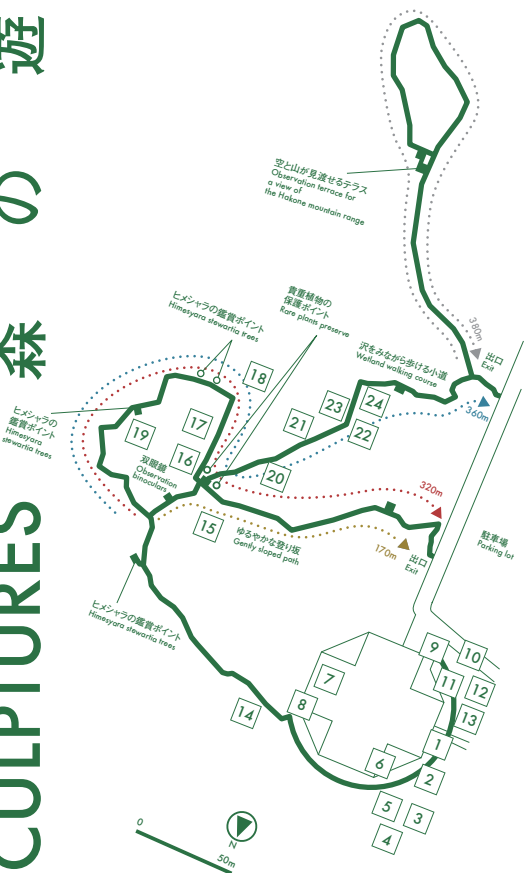 遊
の
森
CULPTURES
空と山が見渡せるテラス
Observation terrace for
a view of
the Hakone mountain range
380m
出口
Exit
360m
貴重植物の
保護ポイント
Rare plants preserve
ヒメシャラの鑑賞ポイント
Himesyara stewartia trees
沢をみながら歩ける小道
Wetland walking course
ヒメシャラの
鑑賞ポイント
Himesyara
stewartia trees
18
17
19
16
双眼鏡
Observation
binoculars
23
24
21
22
20
320m
15
ゆるやかな登り坂
Gently sloped path
170m
出口
Exit
駐車場
Parking lot
ヒメシャラの鑑賞ポイント
Himesyara stewartia trees
9
10
7
11
12
8
13
14
1
6
2
5
3
4
0
50m
N